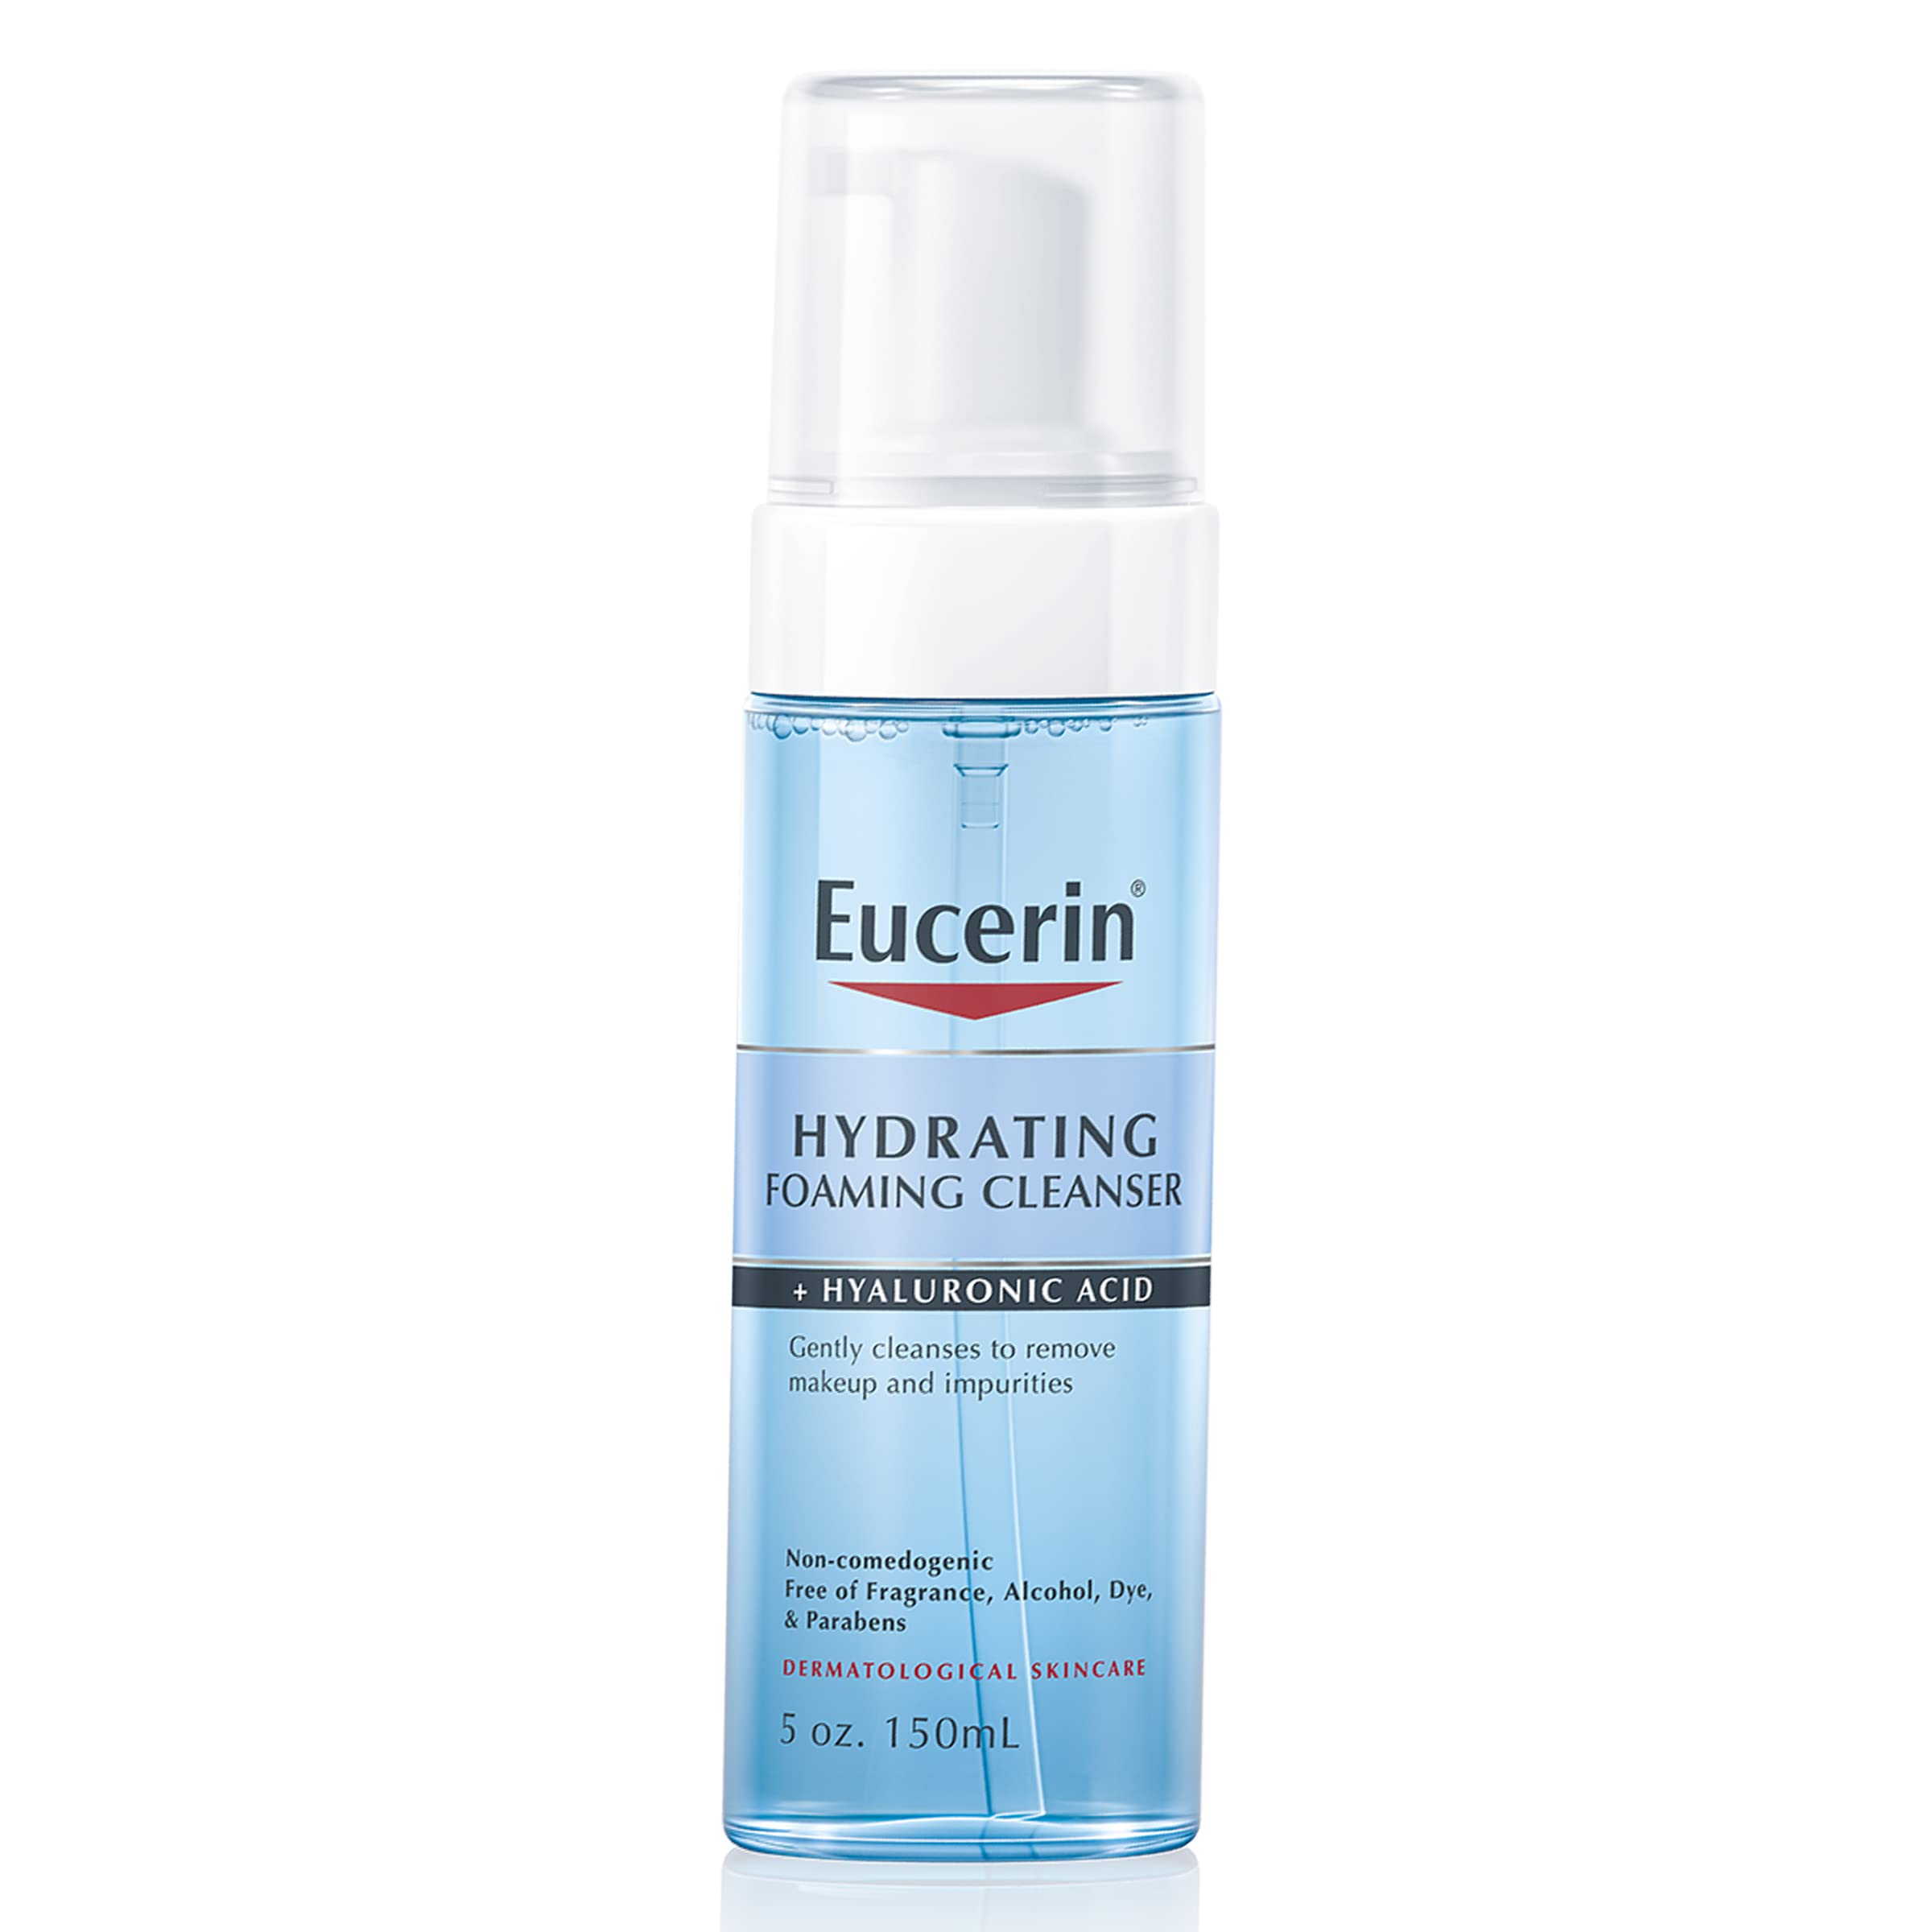 Eucerin®
HYDRATING
FOAMING CLEANSER
+ HYALURONIC ACID
Gently cleanses to remove
makeup and impurities
Non-comedogenic
Free of Fragrance, Alcohol, Dye,
& Parabens
DERMATOLOGICAL SKINCARE
5 oz. 150mL